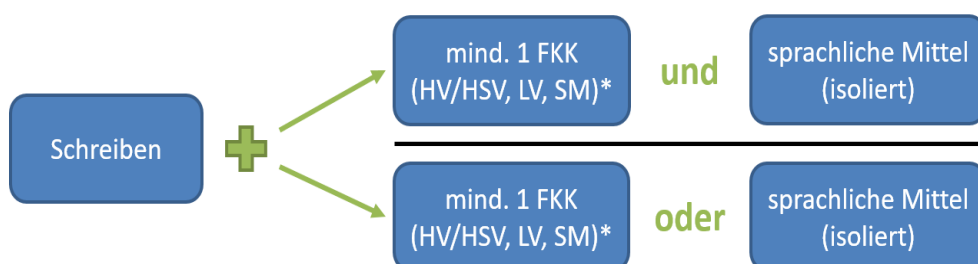 Schreiben
mind. 1 FKK
(HV/HSV, LV, SM)*
und
sprachliche Mittel
(isoliert)
mind. 1 FKK
(HV/HSV, LV, SM)*
oder
sprachliche Mittel
(isoliert)